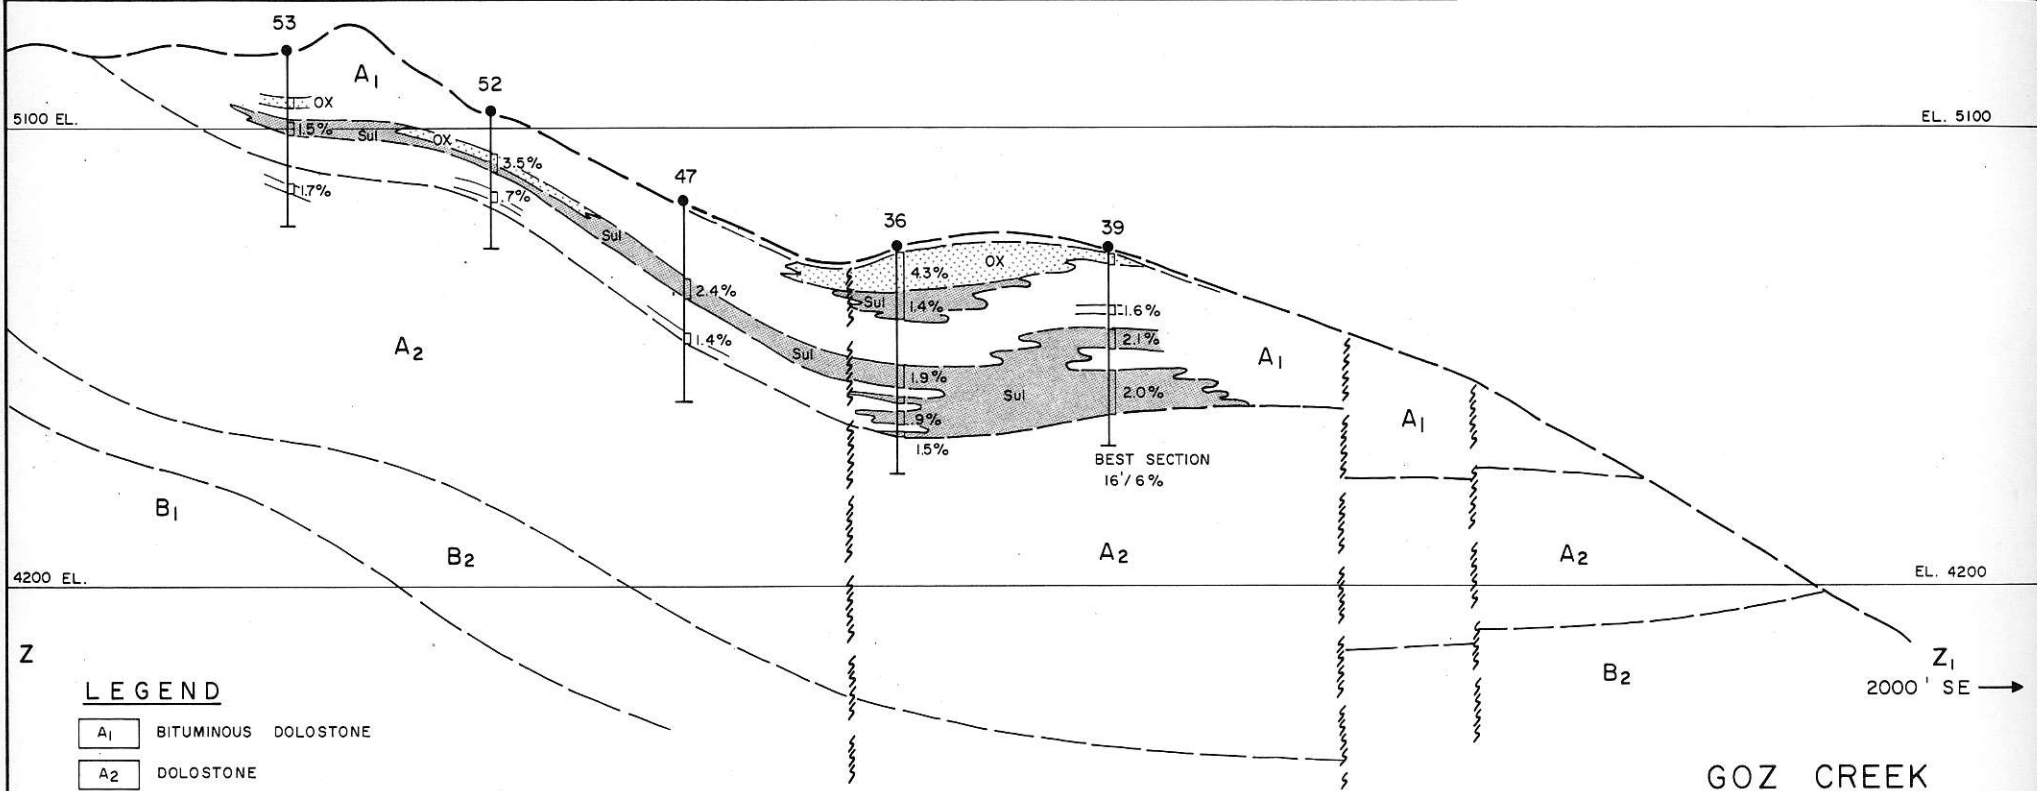 53
A1
52
OX
5100 EL.
EL. 5100
1.5%
Sul
OX
3.5%
47
1.7%
.7%
36
39
Sul
4.3%
OX
2.4%
Sul
1.4%
1.6%
1.4%
2.1%
A2
Sul
A1
1.9%
Sul
2.0%
.9%
A1
1.5%
BEST SECTION
16'/6%
B1
B2
A2
A2
4200 EL.
EL. 4200
Z
Z1
B2
2000' SE
LEGEND
A1 BITUMINOUS DOLOSTONE
A2 DOLOSTONE
GOZ CREEK